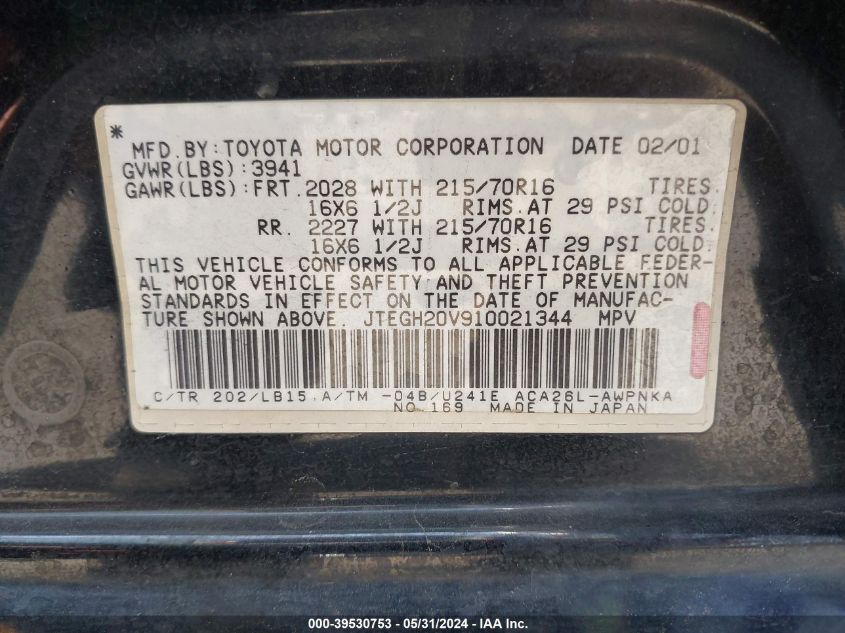 *
MFD.BY:TOYOTA MOTOR CORPORATION DATE 02/01
GVWR(LBS):3941
GAWR(LBS):FRT.2028 WITH 215/70R16 TIRES.
16X6 1/2J RIMS.AT 29 PSI COLD.
RR. 2227 WITH 215/70R16 TIRES.
16X6 1/2J RIMS.AT 29 PSI COLD.
THIS VEHICLE CONFORMS TO ALL APPLICABLE FEDER-
AL MOTOR VEHICLE SAFETY AND THEFT PREVENTION
STANDARDS IN EFFECT ON THE DATE OF MANUFAC-
TURE SHOWN ABOVE. JTEGH20V910021344 MPV
C/TR 202/LB15 A/TM -04B/U241E ACA26L-AWPNKA
NO.169 MADE IN JAPAN
000-39530753 / 05/31/2024 - IAA Inc.